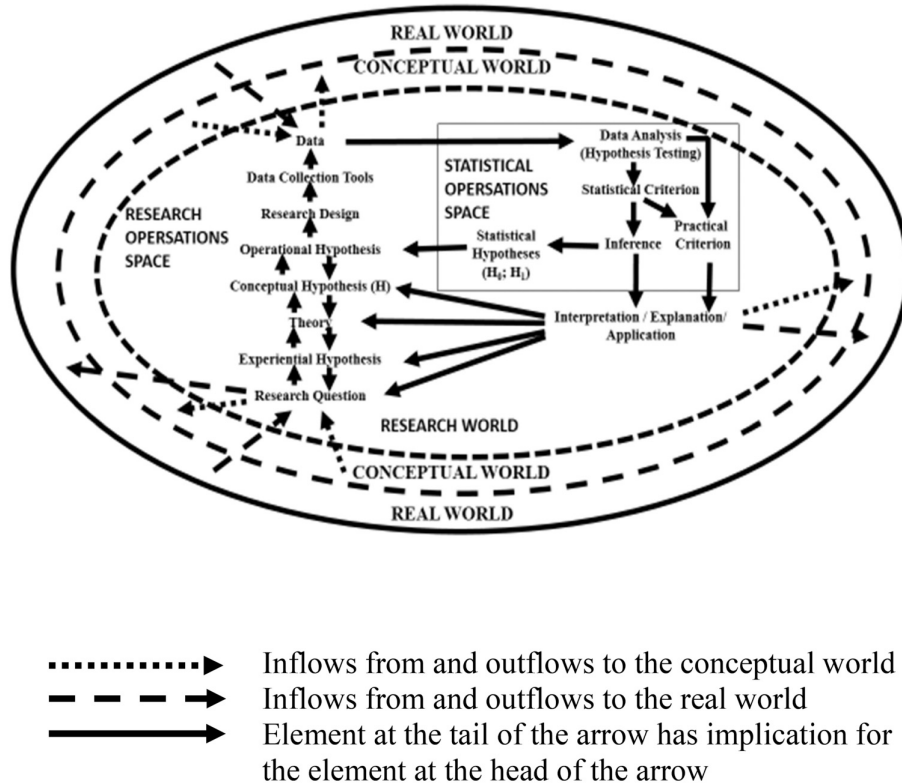 REAL WORLD
CONCEPTUAL WORLD
Data
Data Collection Tools
Research Design
Operational Hypothesis
Conceptual Hypothesis (H)
Theory
Experiential Hypothesis
Research Question
RESEARCH
OPERSATIONS
SPACE
STATISTICAL
OPERSATIONS
SPACE
Data Analysis
(Hypothesis Testing)
Statistical Criterion
Practical
Criterion
Inference
Statistical
Hypotheses
(H₀; H₁)
Interpretation / Explanation/
Application
RESEARCH WORLD
CONCEPTUAL WORLD
REAL WORLD
Inflows from and outflows to the conceptual world
Inflows from and outflows to the real world
Element at the tail of the arrow has implication for
the element at the head of the arrow